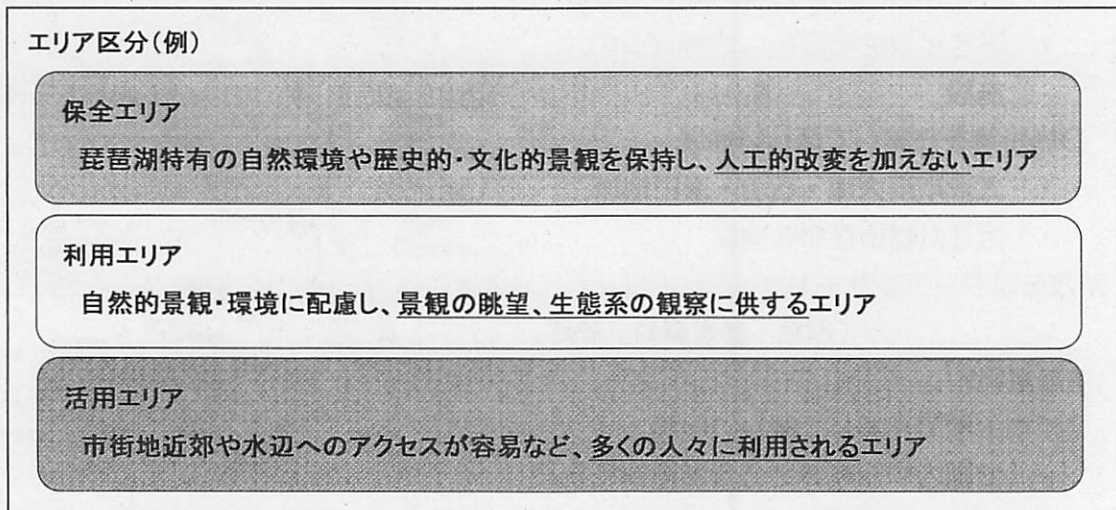 エリア区分(例)
保全エリア
琵琶湖特有の自然環境や歴史的・文化的景観を保持し、人工的改変を加えないエリア
利用エリア
自然的景観・環境に配慮し、景観の眺望、生態系の観察に供するエリア
活用エリア
市街地近郊や水辺へのアクセスが容易など、多くの人々に利用されるエリア